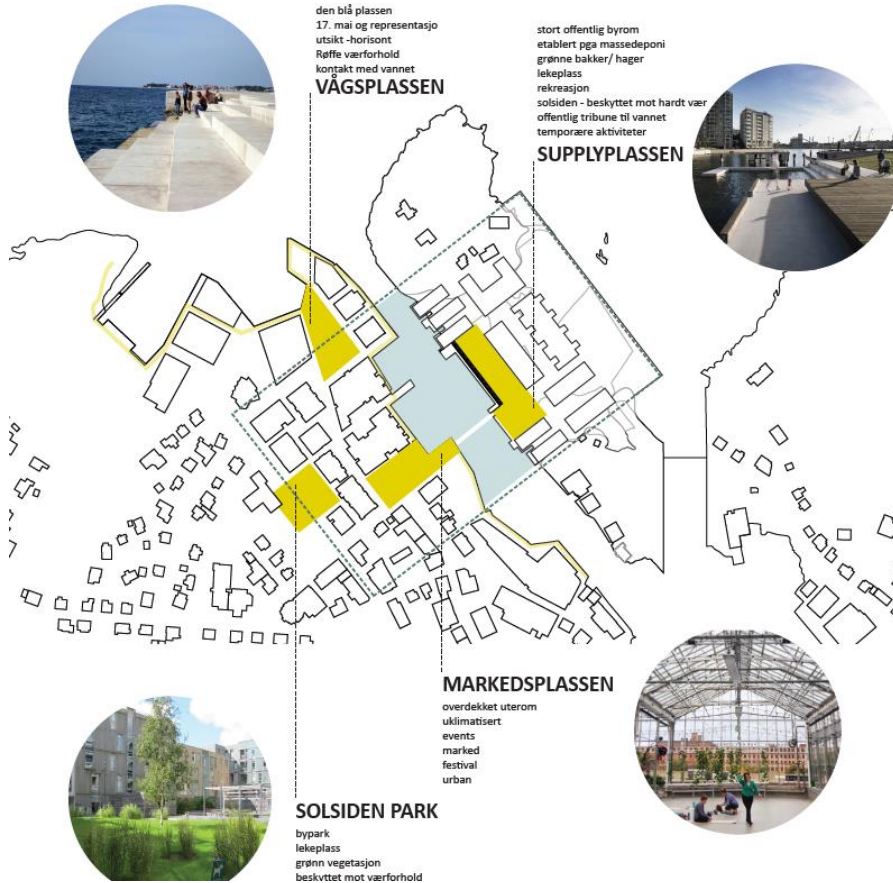 den blå plassen
17. mai og representasjo
utsikt -horisont
Røffe værforhold
kontakt med vannet
VÅGSPLASSEN
stort offentlig byrom
etablert pga massedeponi
grønne bakker/ hager
lekeplass
rekreasjon
solsiden - beskyttet mot hardt vær
offentlig tribune til vannet
temporære aktiviteter
SUPPLYPLASSEN
MARKEDSPLASSEN
overdekket uterom
uklimatisert
events
marked
festival
urban
SOLSIDEN PARK
bypark
lekeplass
grønn vegetasjon
beskyttet mot værforhold